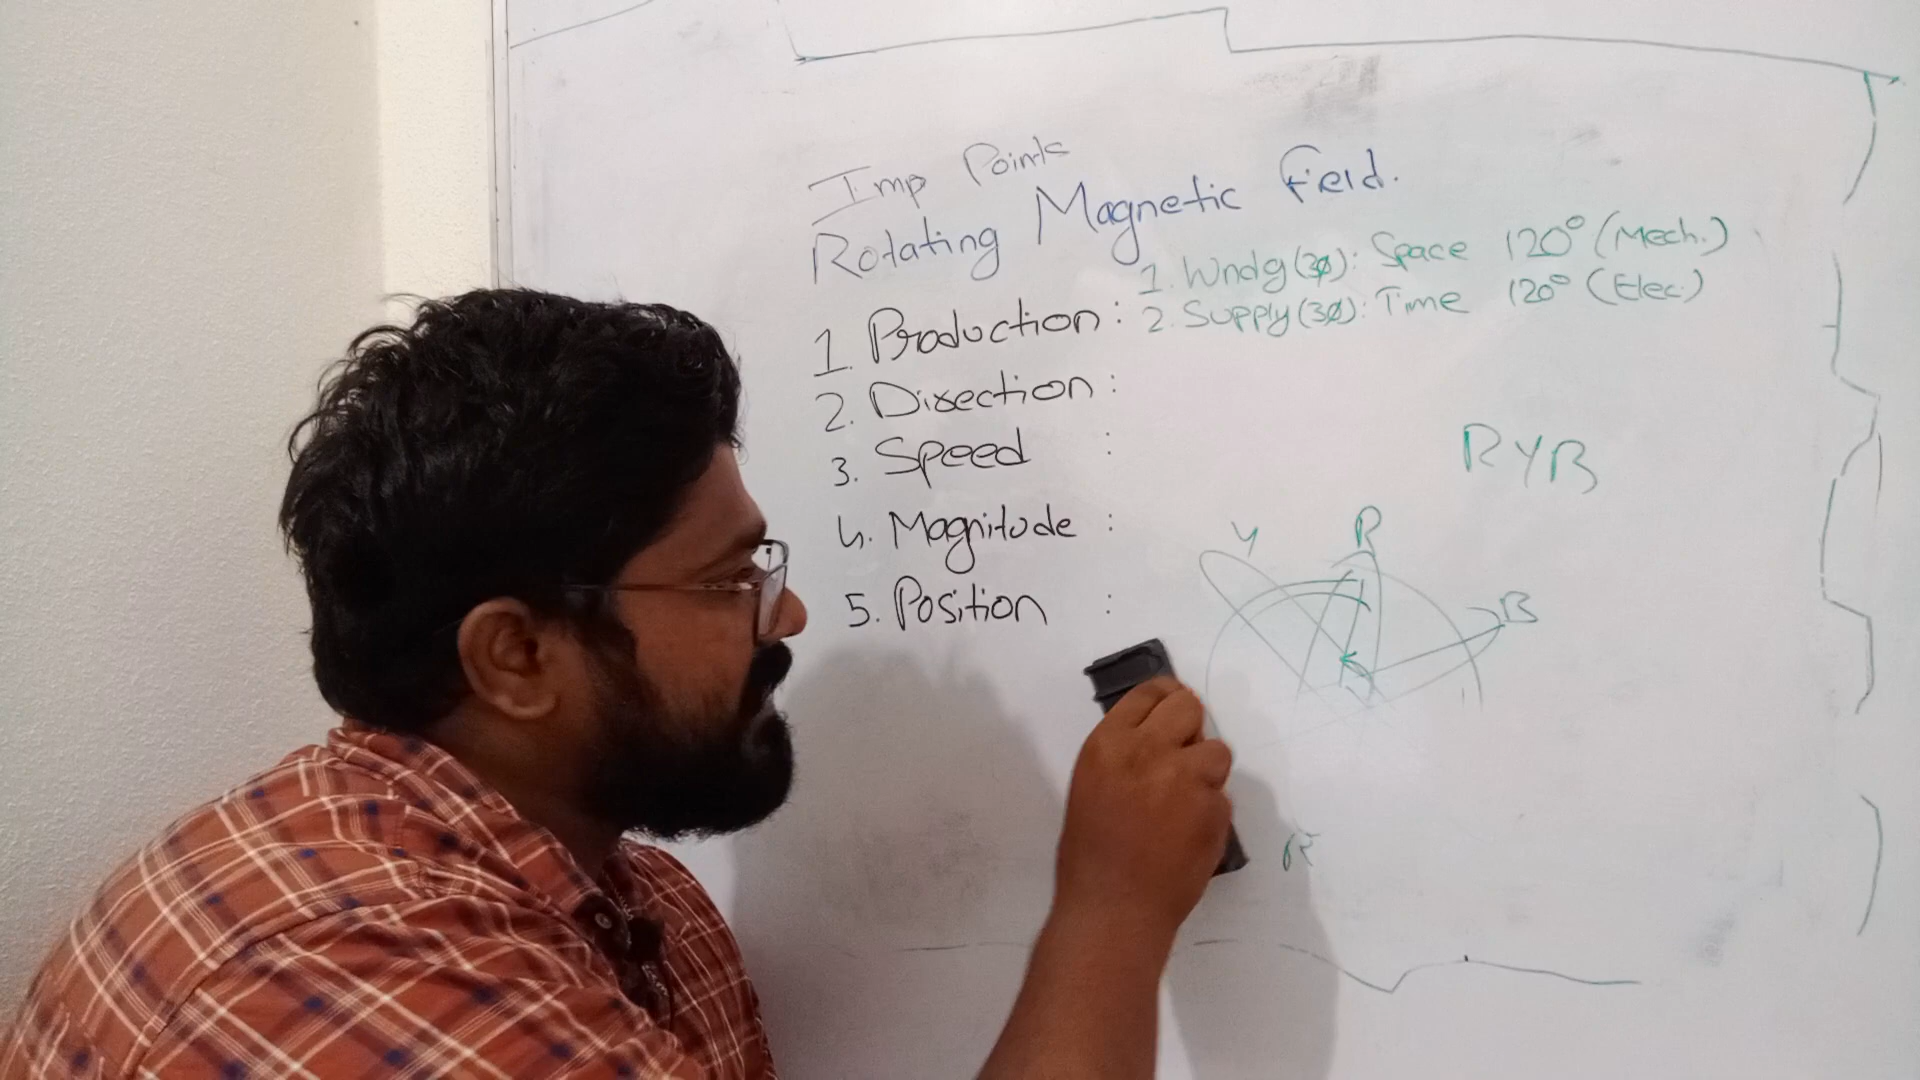 Imp Points
Rotating Magnetic Field.
1. Production: 1. Wndg(3ϕ): Space 120° (Mech.)
2. Supply(3ϕ): Time 120° (Elec.)
2. Direction:
3. Speed :
4. Magnitude :
5. Position :
RYB
Y R
B
R